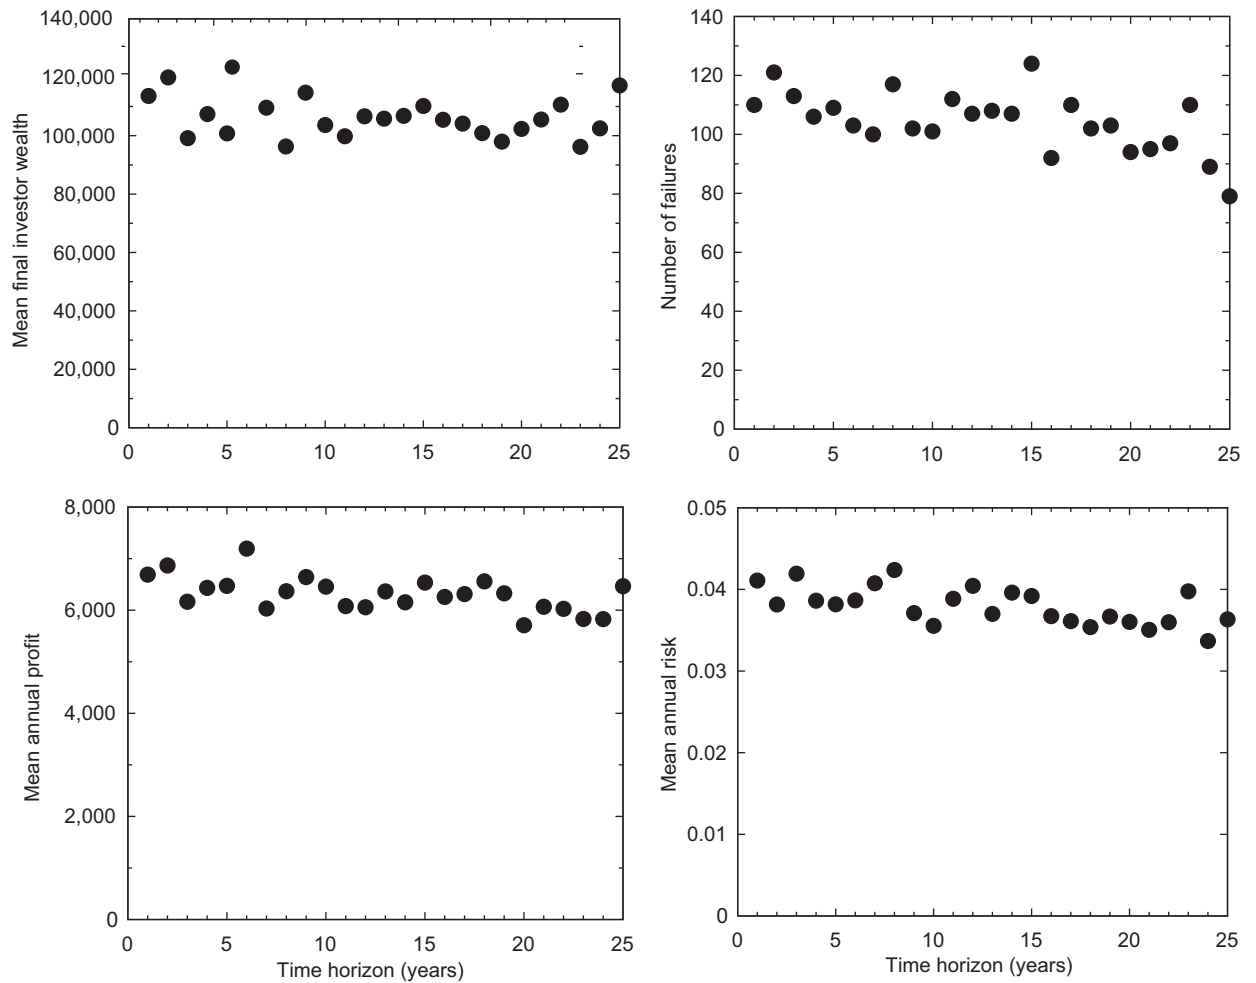 Mean final investor wealth
140,000
120,000
100,000
80,000
60,000
40,000
20,000
0
0 5 10 15 20 25
Number of failures
140
120
100
80
60
40
20
0
0 5 10 15 20 25
Mean annual profit
8,000
6,000
4,000
2,000
0
0 5 10 15 20 25
Time horizon (years)
Mean annual risk
0.05
0.04
0.03
0.02
0.01
0
0 5 10 15 20 25
Time horizon (years)